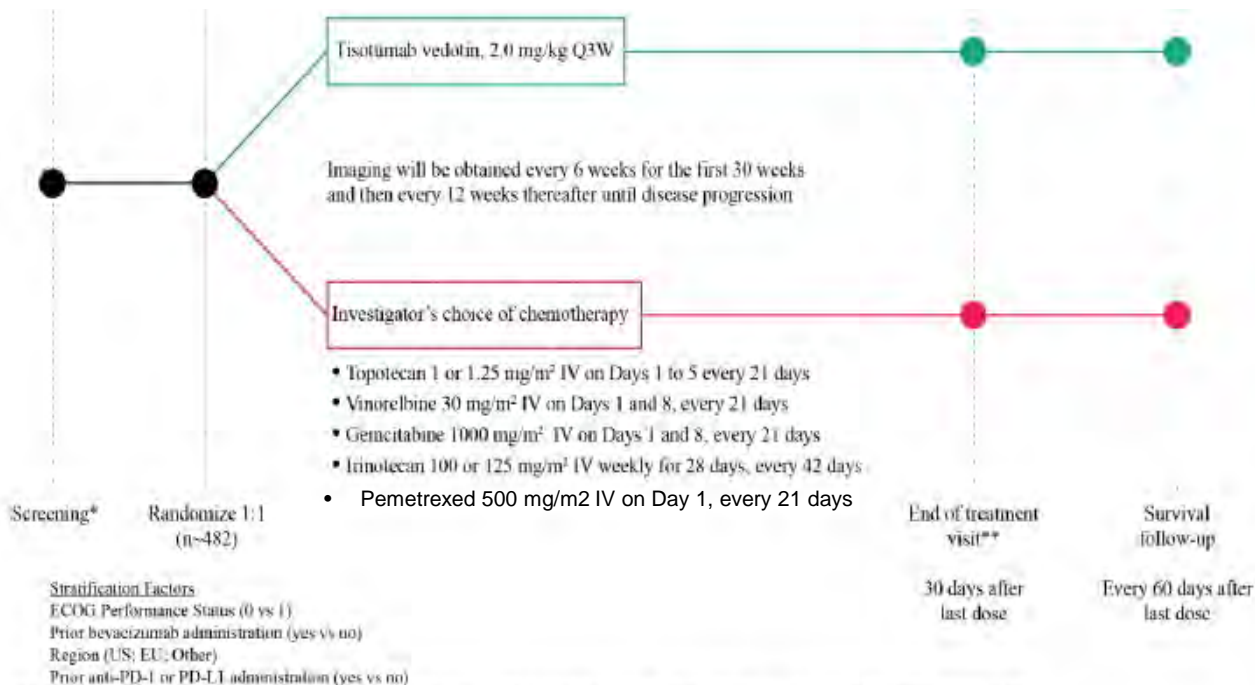 Tisotumab vedotin, 2.0 mg/kg Q3W
Imaging will be obtained every 6 weeks for the first 30 weeks
and then every 12 weeks thereafter until disease progression
Investigator's choice of chemotherapy
• Topotecan 1 or 1.25 mg/m² IV on Days 1 to 5 every 21 days
• Vinorelbine 30 mg/m² IV on Days 1 and 8, every 21 days
• Gemcitabine 1000 mg/m² IV on Days 1 and 8, every 21 days
• Irinotecan 100 or 125 mg/m² IV weekly for 28 days, every 42 days
• Pemetrexed 500 mg/m2 IV on Day 1, every 21 days
Screening*
Randomize 1:1
(n~482)
End of treatment
visit**
30 days after
last dose
Survival
follow-up
Every 60 days after
last dose
Stratification Factors
ECOG Performance Status (0 vs 1)
Prior bevacizumab administration (yes vs no)
Region (US; EU; Other)
Prior anti-PD-1 or PD-L1 administration (yes vs no)